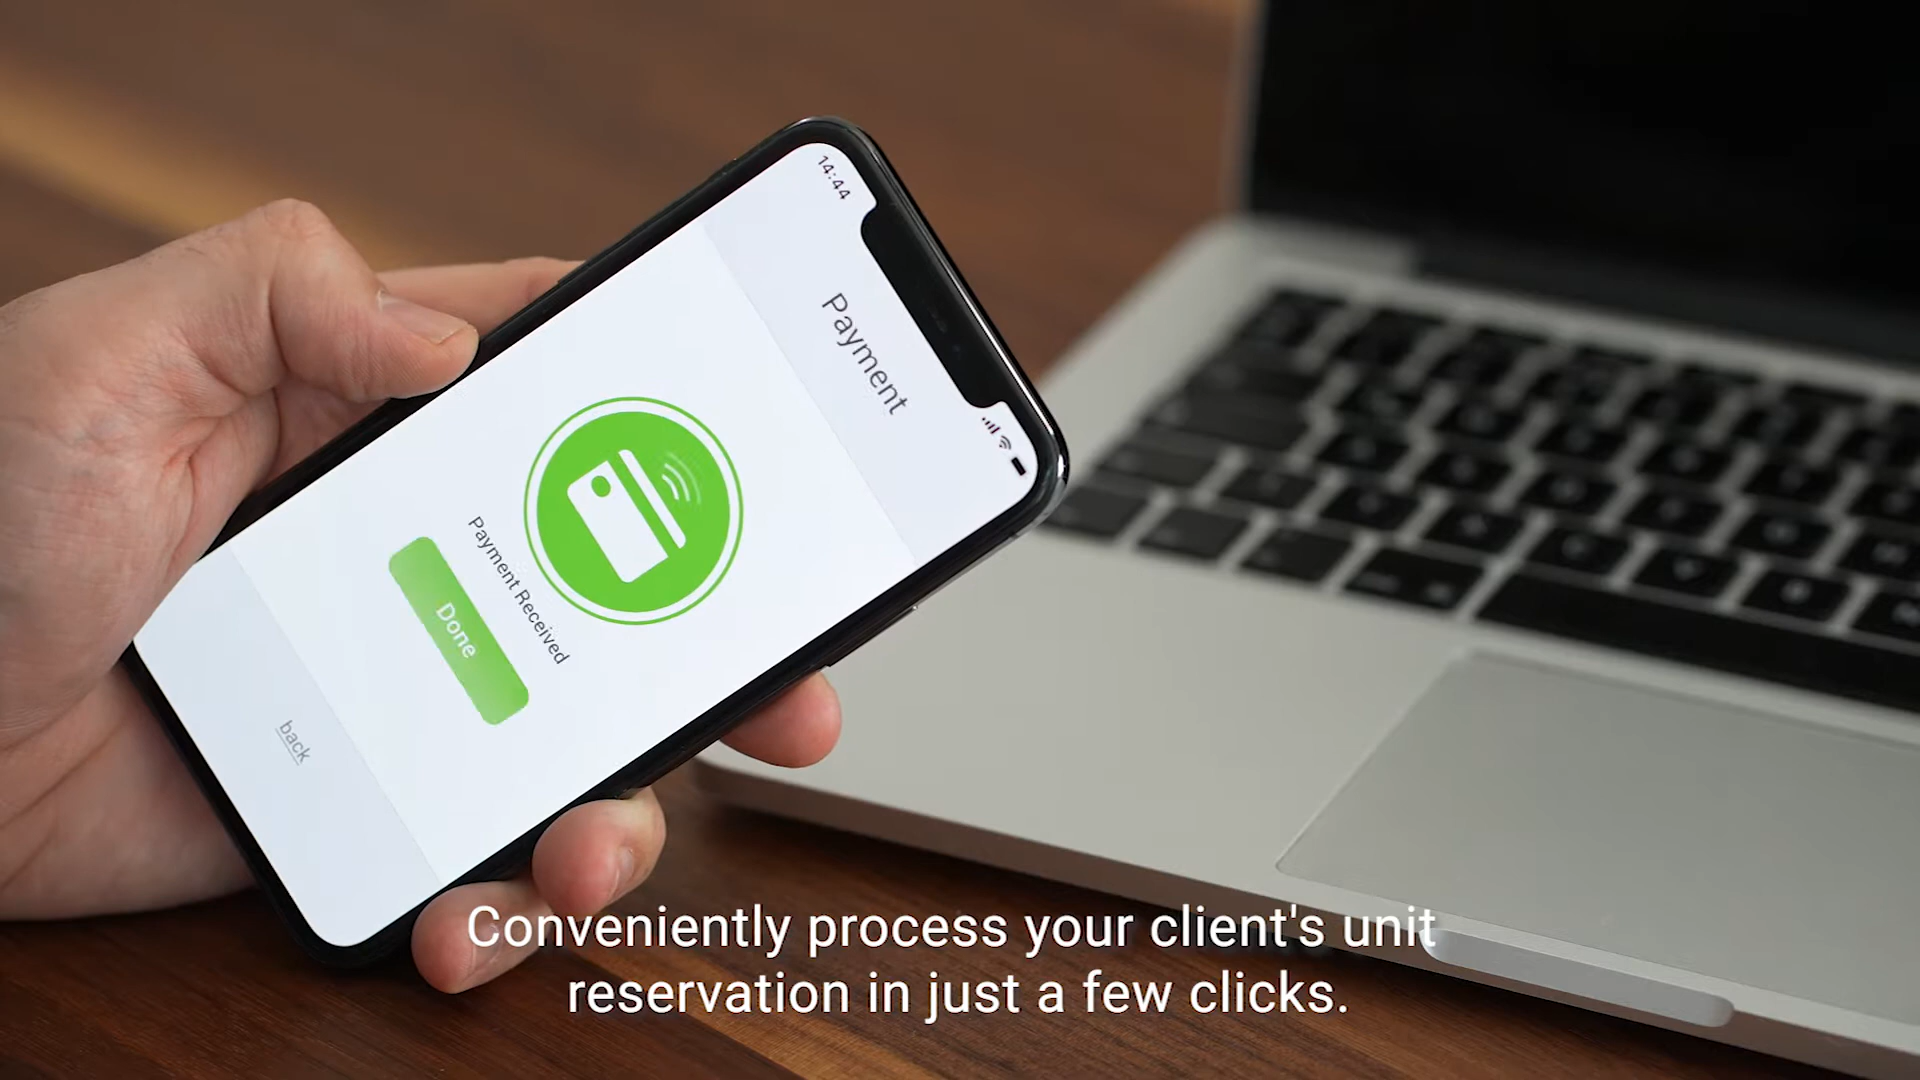 14:44
Payment
Payment Received
Done
back
Conveniently process your client's unit
reservation in just a few clicks.